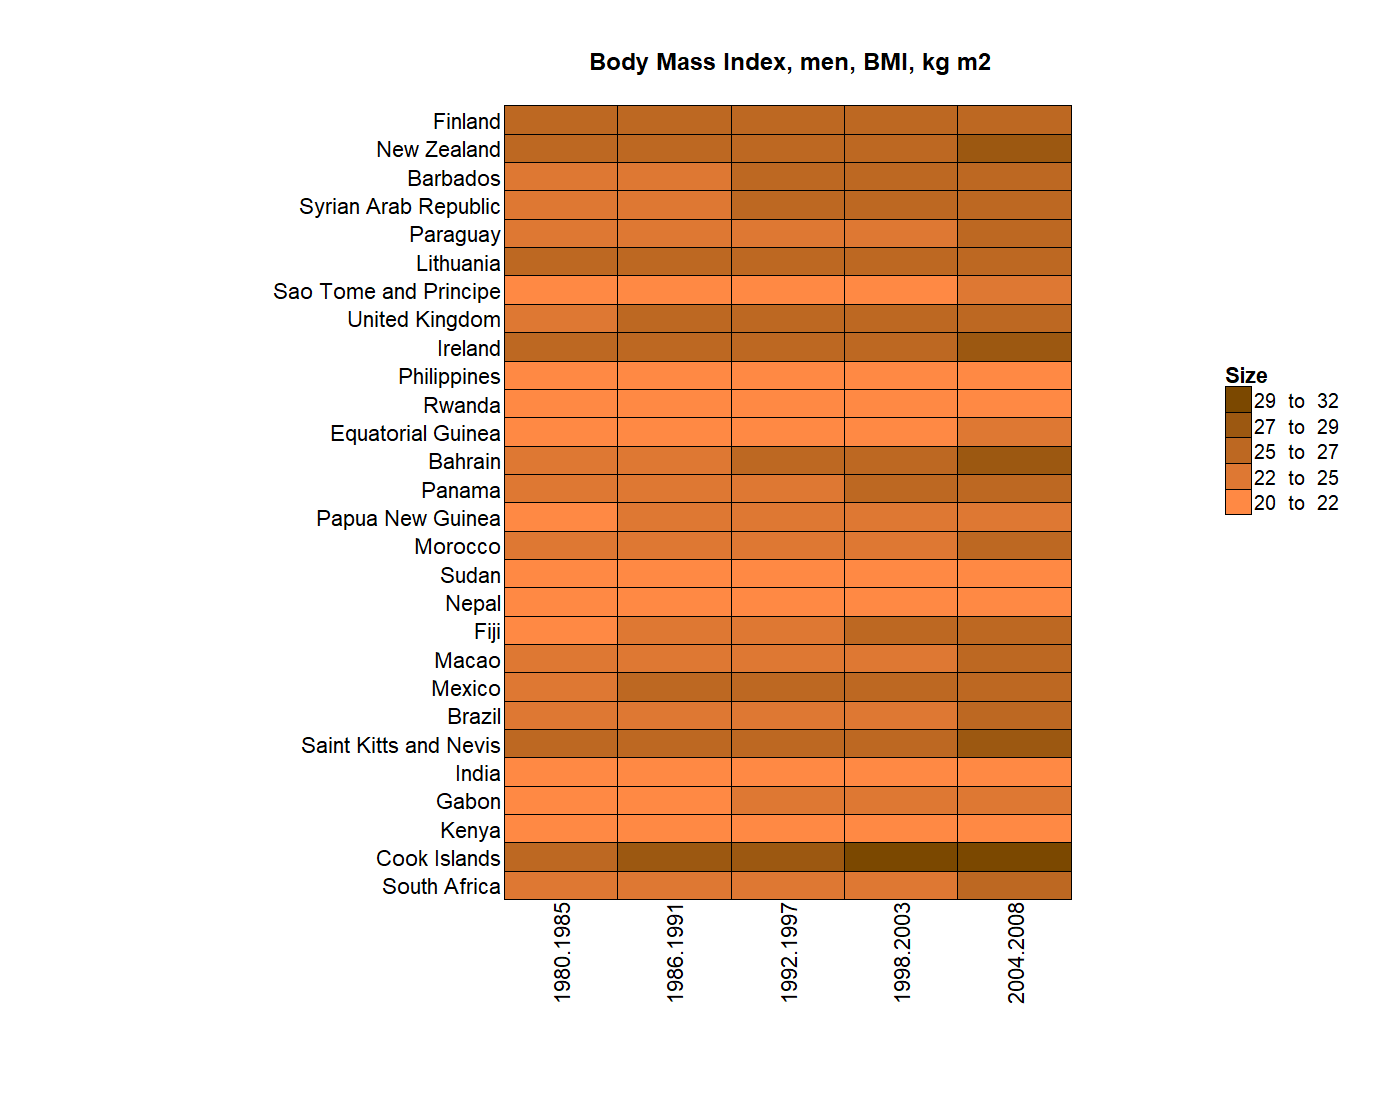 Body Mass Index, men, BMI, kg m2
Finland
New Zealand
Barbados
Syrian Arab Republic
Paraguay
Lithuania
Sao Tome and Principe
United Kingdom
Ireland
Philippines
Rwanda
Equatorial Guinea
Bahrain
Panama
Papua New Guinea
Morocco
Sudan
Nepal
Fiji
Macao
Mexico
Brazil
Saint Kitts and Nevis
India
Gabon
Kenya
Cook Islands
South Africa
1980.1985
1986.1991
1992.1997
1998.2003
2004.2008
Size
29 to 32
27 to 29
25 to 27
22 to 25
20 to 22